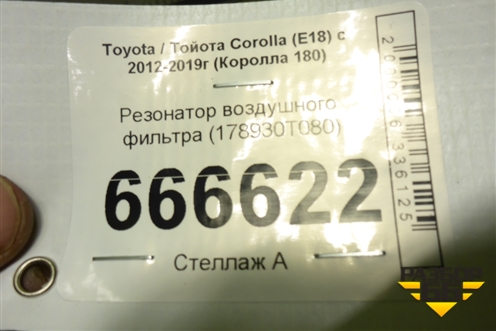 Toyota / Тойота Corolla (E18) с
2012-2019г (Королла 180)
Резонатор воздушного
фильтра (178930T080)
666622
Стеллаж А